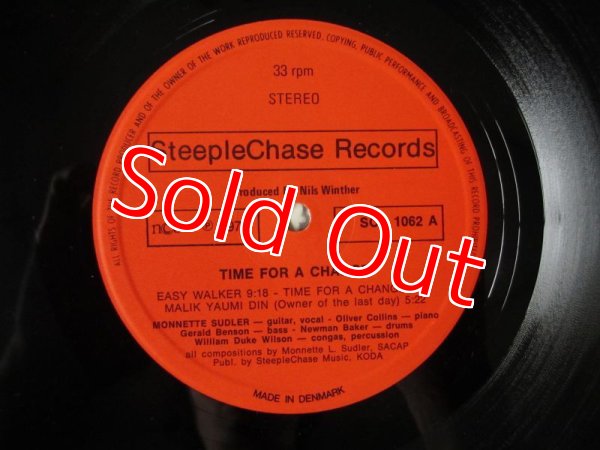 ALL RIGHTS OF THE RECORD PRODUCER AND OF THE OWNER OF THE WORK REPRODUCED RESERVED. COPYING, PUBLIC PERFORMANCE AND BROADCASTING OF THIS RECORD
33 rpm
STEREO
SteepleChase Records
Produced by Nils Winther
1062 A
TIME FOR A
EASY WALKER 9:18 - TIME FOR A
MALIK YAUMI DIN (Owner of the last day) 5:22
MONNETTE SUDLER — guitar, vocal - Oliver Collins — piano
Gerald Benson — bass - Newman Baker — drums
William Duke Wilson — congas, percussion
all compositions by Monnette L. Sudler, SACAP
Publ. by SteepleChase Music, KODA
MADE IN DENMARK
Sold Out